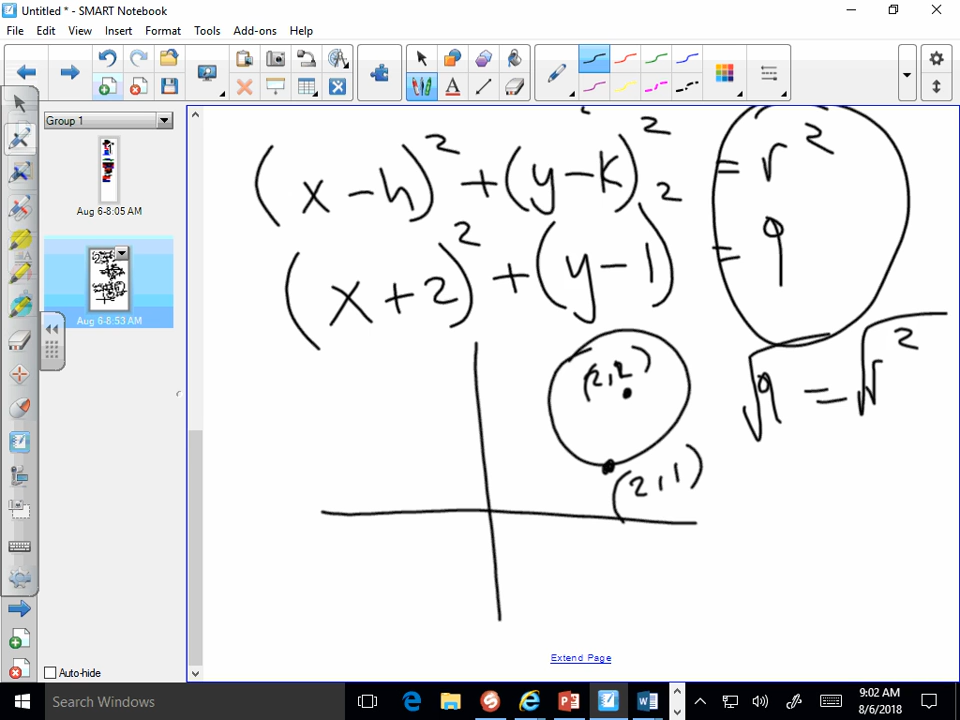 Untitled * - SMART Notebook
File Edit View Insert Format Tools Add-ons Help
Group 1
Aug 6-8:05 AM
Aug 6-8:53 AM
(x-h)² + (y-k)² = r²
(x+2)² + (y-1)² = 9
(2,2)
√9 = √r²
(2,1)
Extend Page
Auto-hide
Search Windows
9:02 AM
8/6/2018